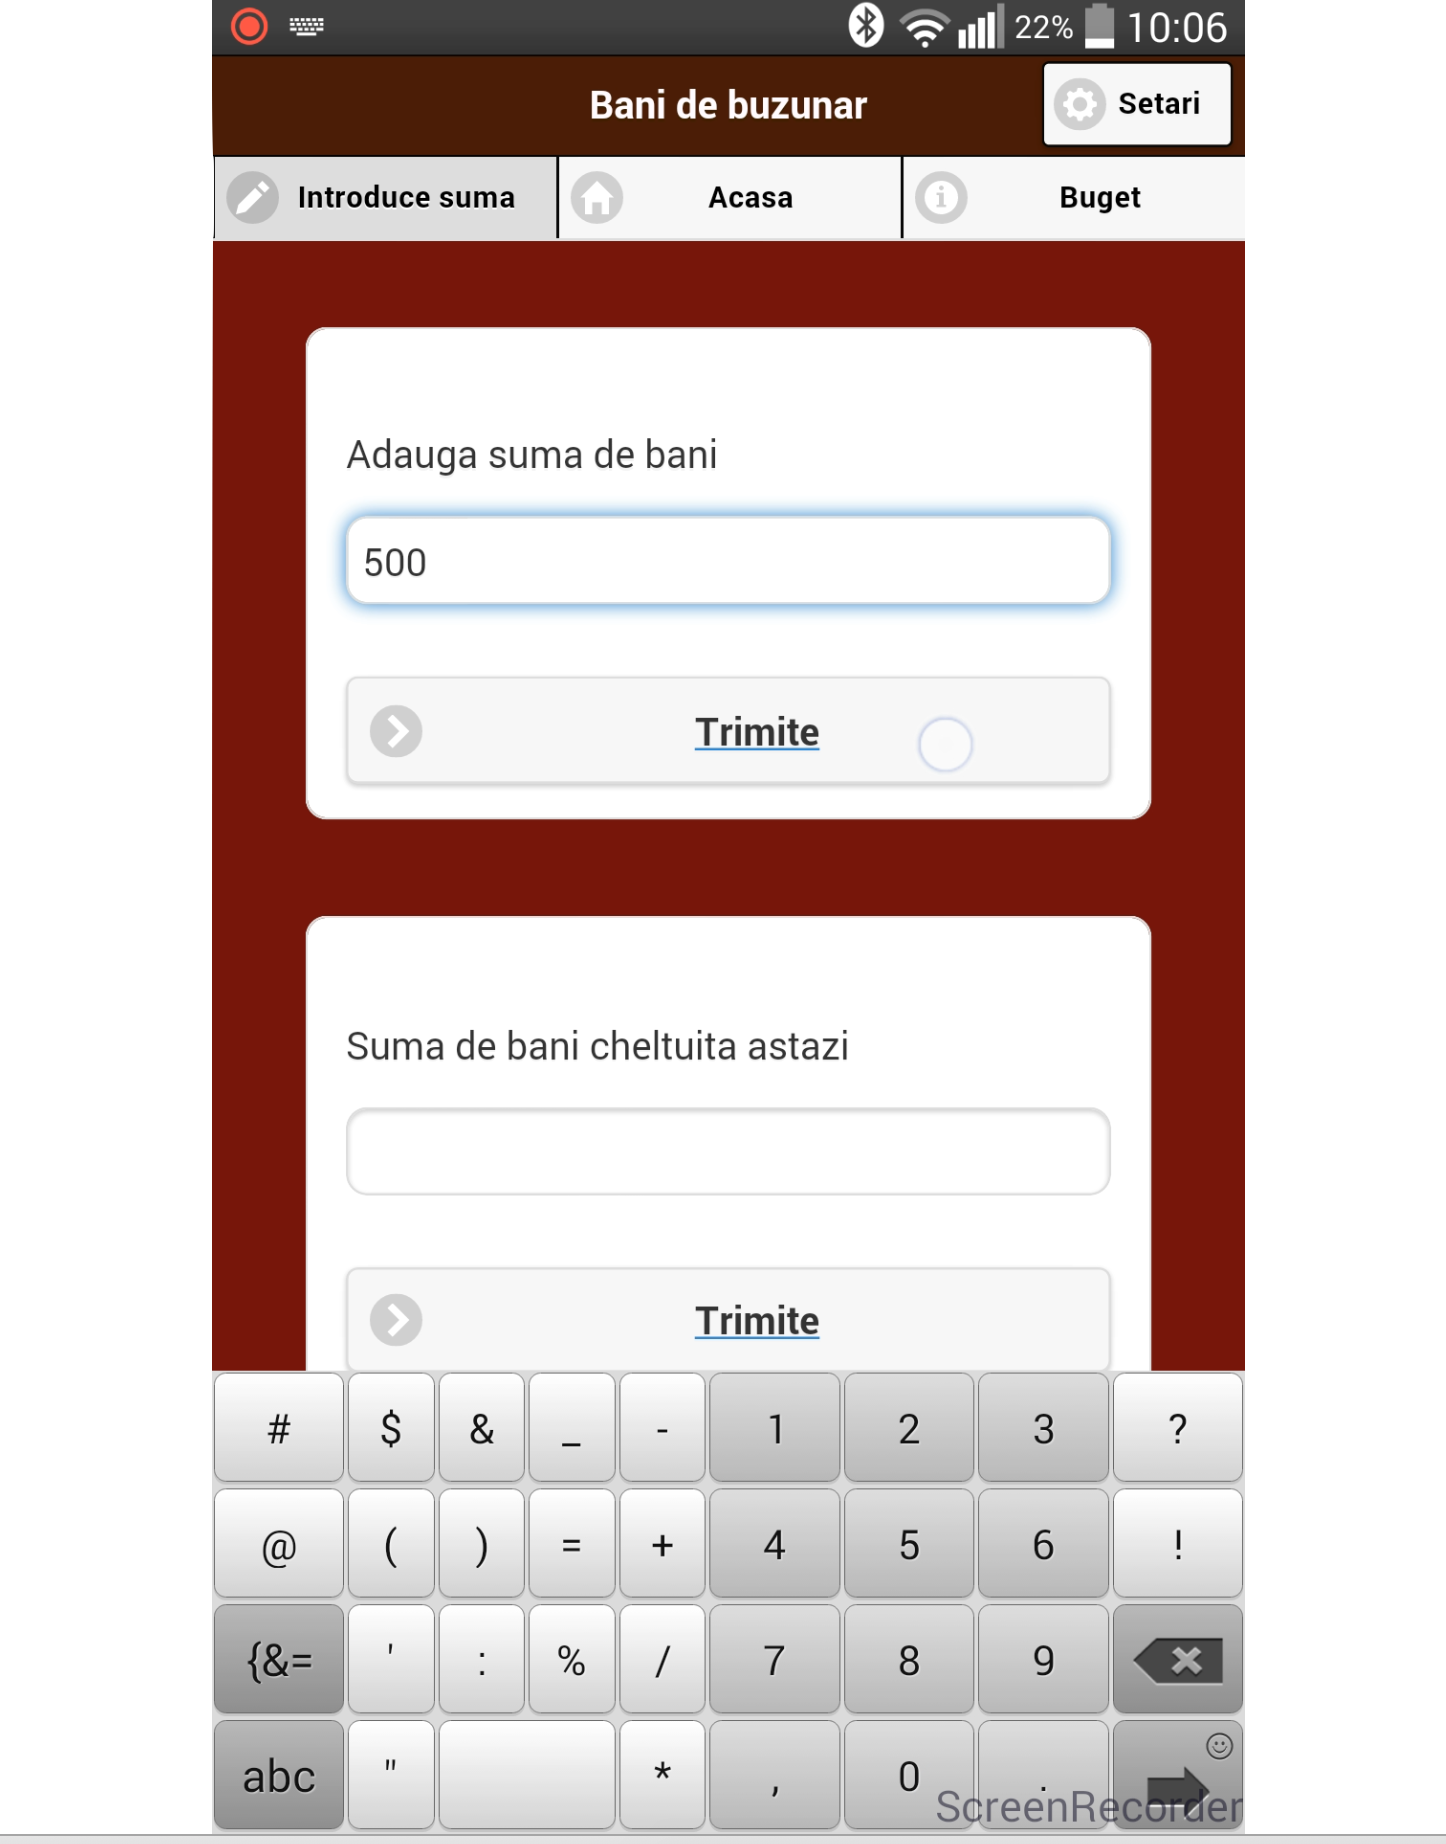 22% 10:06
Bani de buzunar
Setari
Introduce suma
Acasa
Buget
Adauga suma de bani
500
Trimite
Suma de bani cheltuita astazi
Trimite
# $ & _ - 1 2 3 ?
@ ( ) = + 4 5 6 !
{&= ' : % / 7 8 9
abc " * , 0 .
ScreenRecorder